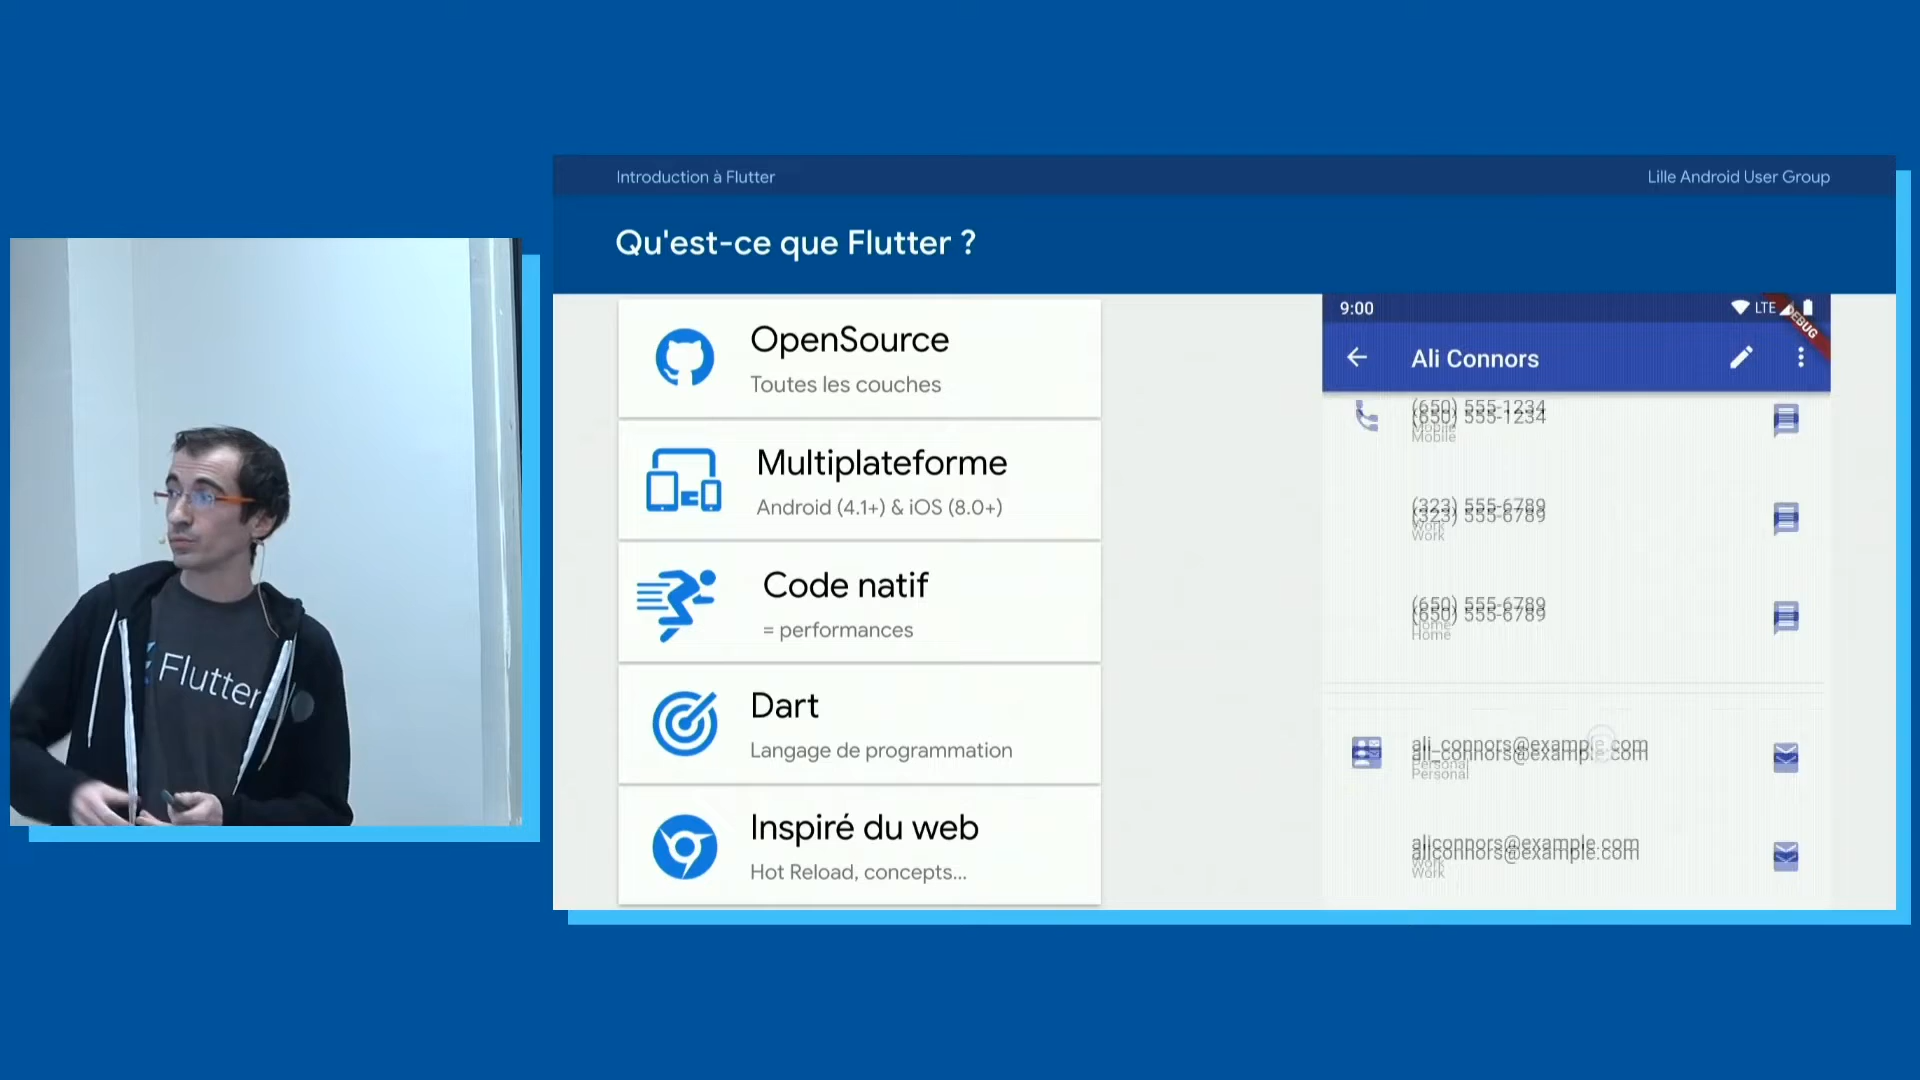 Introduction à Flutter
Lille Android User Group
Qu'est-ce que Flutter ?
OpenSource
Toutes les couches
Multiplateforme
Android (4.1+) & iOS (8.0+)
Code natif
= performances
Dart
Langage de programmation
Inspiré du web
Hot Reload, concepts...
9:00
LTE
DEBUG
Ali Connors
(650) 555-1234
Mobile
(323) 555-6789
Work
(650) 555-6789
Home
ali_connors@example.com
Personal
aliconnors@example.com
Work
Flutter